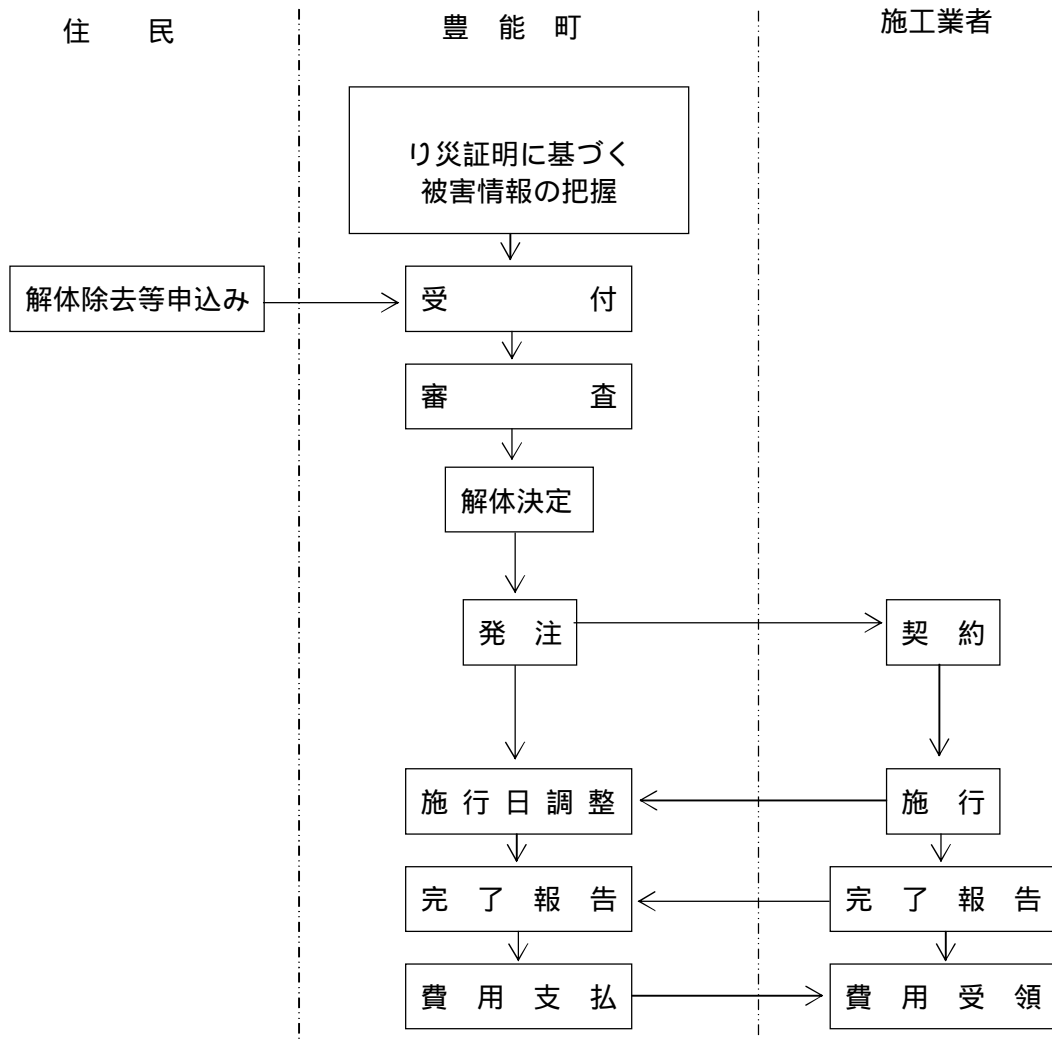 住　　民
豊　能　町
施工業者
り災証明に基づく
被害情報の把握
解体除去等申込み
受　　　　　付
審　　　　　査
解体決定
発　注
契　約
施 行 日 調 整
施　行
完　了　報　告
完　了　報　告
費　用　支　払
費　用　受　領